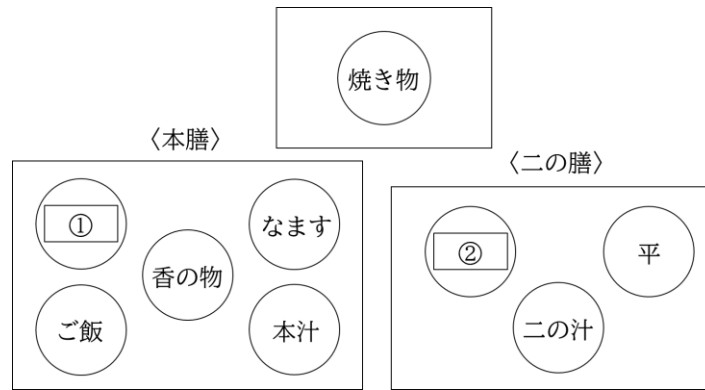 焼き物
〈本膳〉
〈二の膳〉
①
なます
香の物
ご飯
本汁
②
平
二の汁